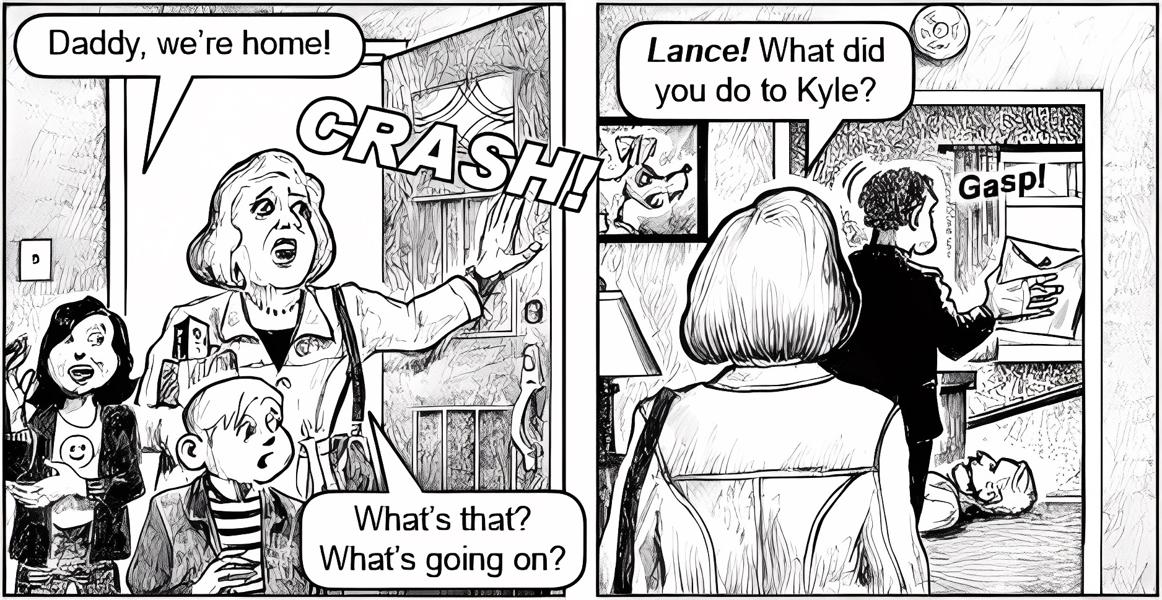 Daddy, we're home!
CRASH!
What's that?
What's going on?
Lance! What did
you do to Kyle?
Gasp!